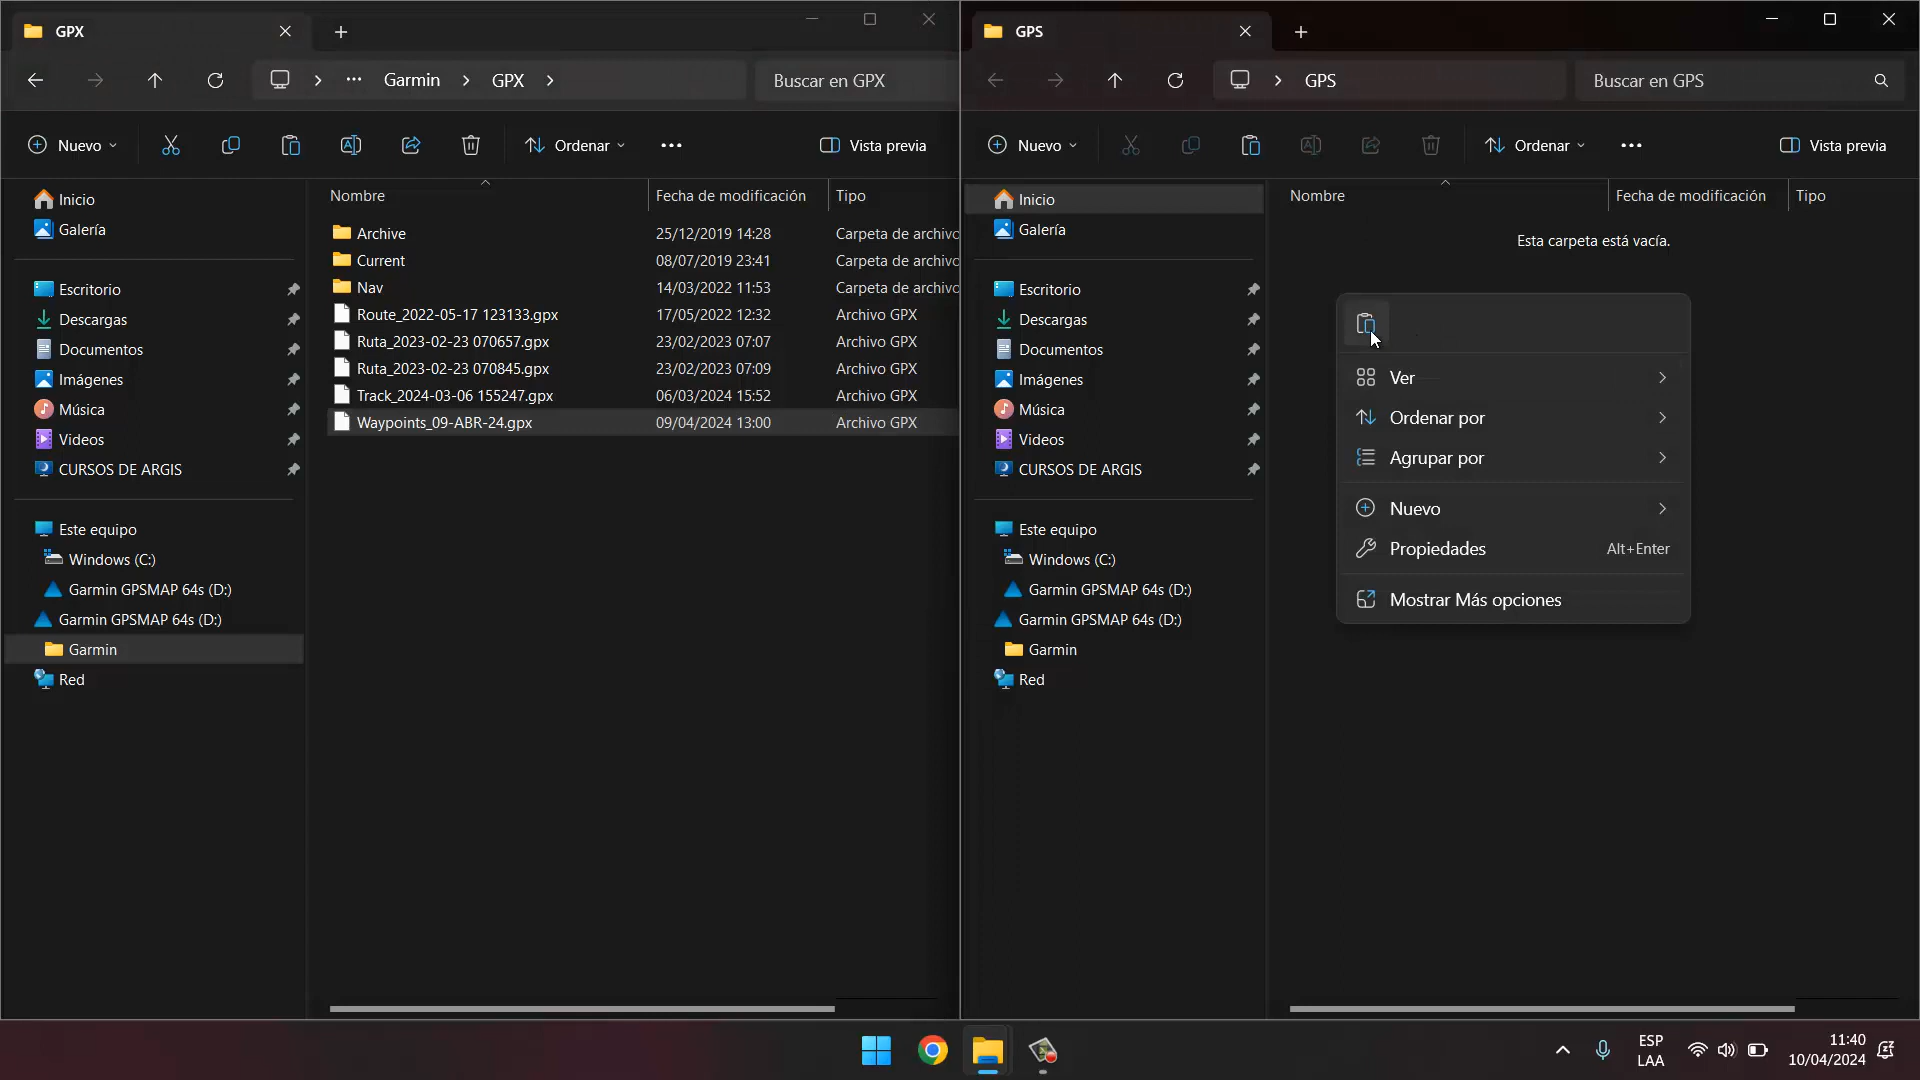 GPX
Garmin
GPX
Buscar en GPX
Nuevo
Ordenar
Vista previa
Inicio
Galería
Escritorio
Descargas
Documentos
Imágenes
Música
Videos
CURSOS DE ARGIS
Este equipo
Windows (C:)
Garmin GPSMAP 64s (D:)
Garmin GPSMAP 64s (D:)
Garmin
Red
Nombre Fecha de modificación Tipo
Archive 25/12/2019 14:28 Carpeta de archivo
Current 08/07/2019 23:41 Carpeta de archivo
Nav 14/03/2022 11:53 Carpeta de archivo
Route_2022-05-17 123133.gpx 17/05/2022 12:32 Archivo GPX
Ruta_2023-02-23 070657.gpx 23/02/2023 07:07 Archivo GPX
Ruta_2023-02-23 070845.gpx 23/02/2023 07:09 Archivo GPX
Track_2024-03-06 155247.gpx 06/03/2024 15:52 Archivo GPX
Waypoints_09-ABR-24.gpx 09/04/2024 13:00 Archivo GPX
GPS
GPS
Buscar en GPS
Nuevo
Ordenar
Vista previa
Inicio
Galería
Escritorio
Descargas
Documentos
Imágenes
Música
Videos
CURSOS DE ARGIS
Este equipo
Windows (C:)
Garmin GPSMAP 64s (D:)
Garmin GPSMAP 64s (D:)
Garmin
Red
Nombre Fecha de modificación Tipo
Esta carpeta está vacía.
Ver
Ordenar por
Agrupar por
Nuevo
Propiedades Alt+Enter
Mostrar Más opciones
ESP
LAA
11:40
10/04/2024